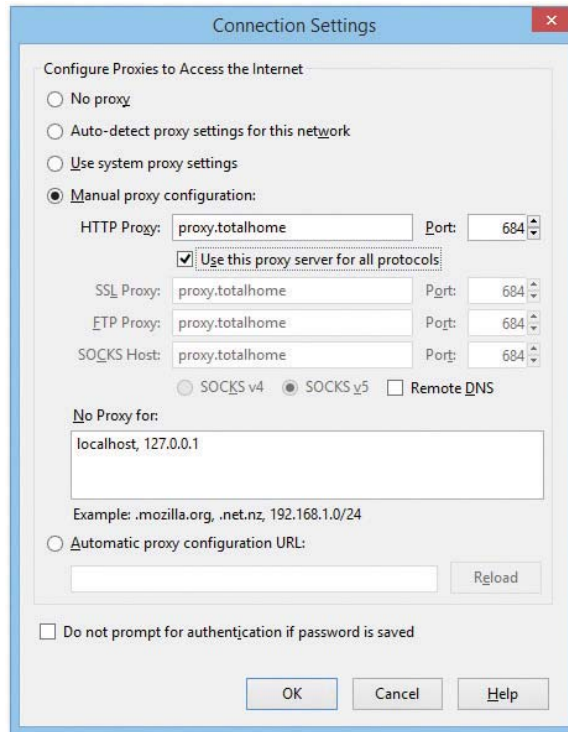 Connection Settings
Configure Proxies to Access the Internet
No proxy
Auto-detect proxy settings for this network
Use system proxy settings
Manual proxy configuration:
HTTP Proxy: proxy.totalhome Port: 684
Use this proxy server for all protocols
SSL Proxy: proxy.totalhome Port: 684
FTP Proxy: proxy.totalhome Port: 684
SOCKS Host: proxy.totalhome Port: 684
SOCKS v4 SOCKS v5 Remote DNS
No Proxy for:
localhost, 127.0.0.1
Example: .mozilla.org, .net.nz, 192.168.1.0/24
Automatic proxy configuration URL:
Reload
Do not prompt for authentication if password is saved
OK Cancel Help